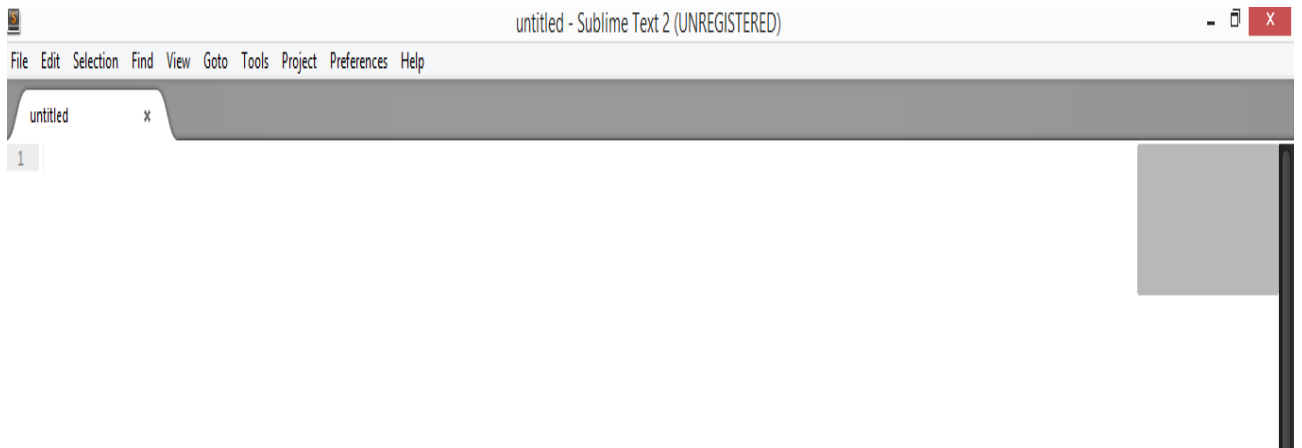 untitled - Sublime Text 2 (UNREGISTERED)
File Edit Selection Find View Goto Tools Project Preferences Help
untitled
1